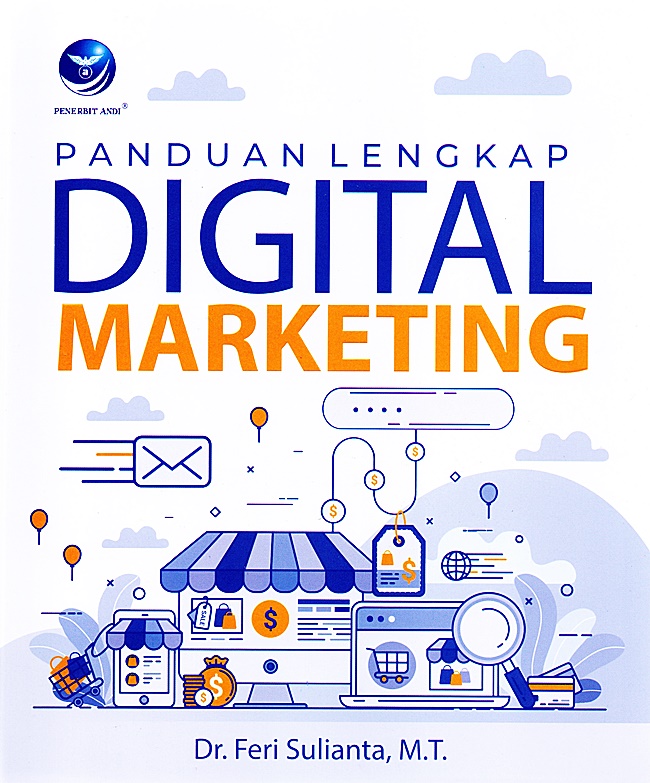 a
PENERBIT ANDI®
PANDUAN LENGKAP
DIGITAL
MARKETING
$
$
$
$
SALE
$
$
$
Dr. Feri Sulianta, M.T.